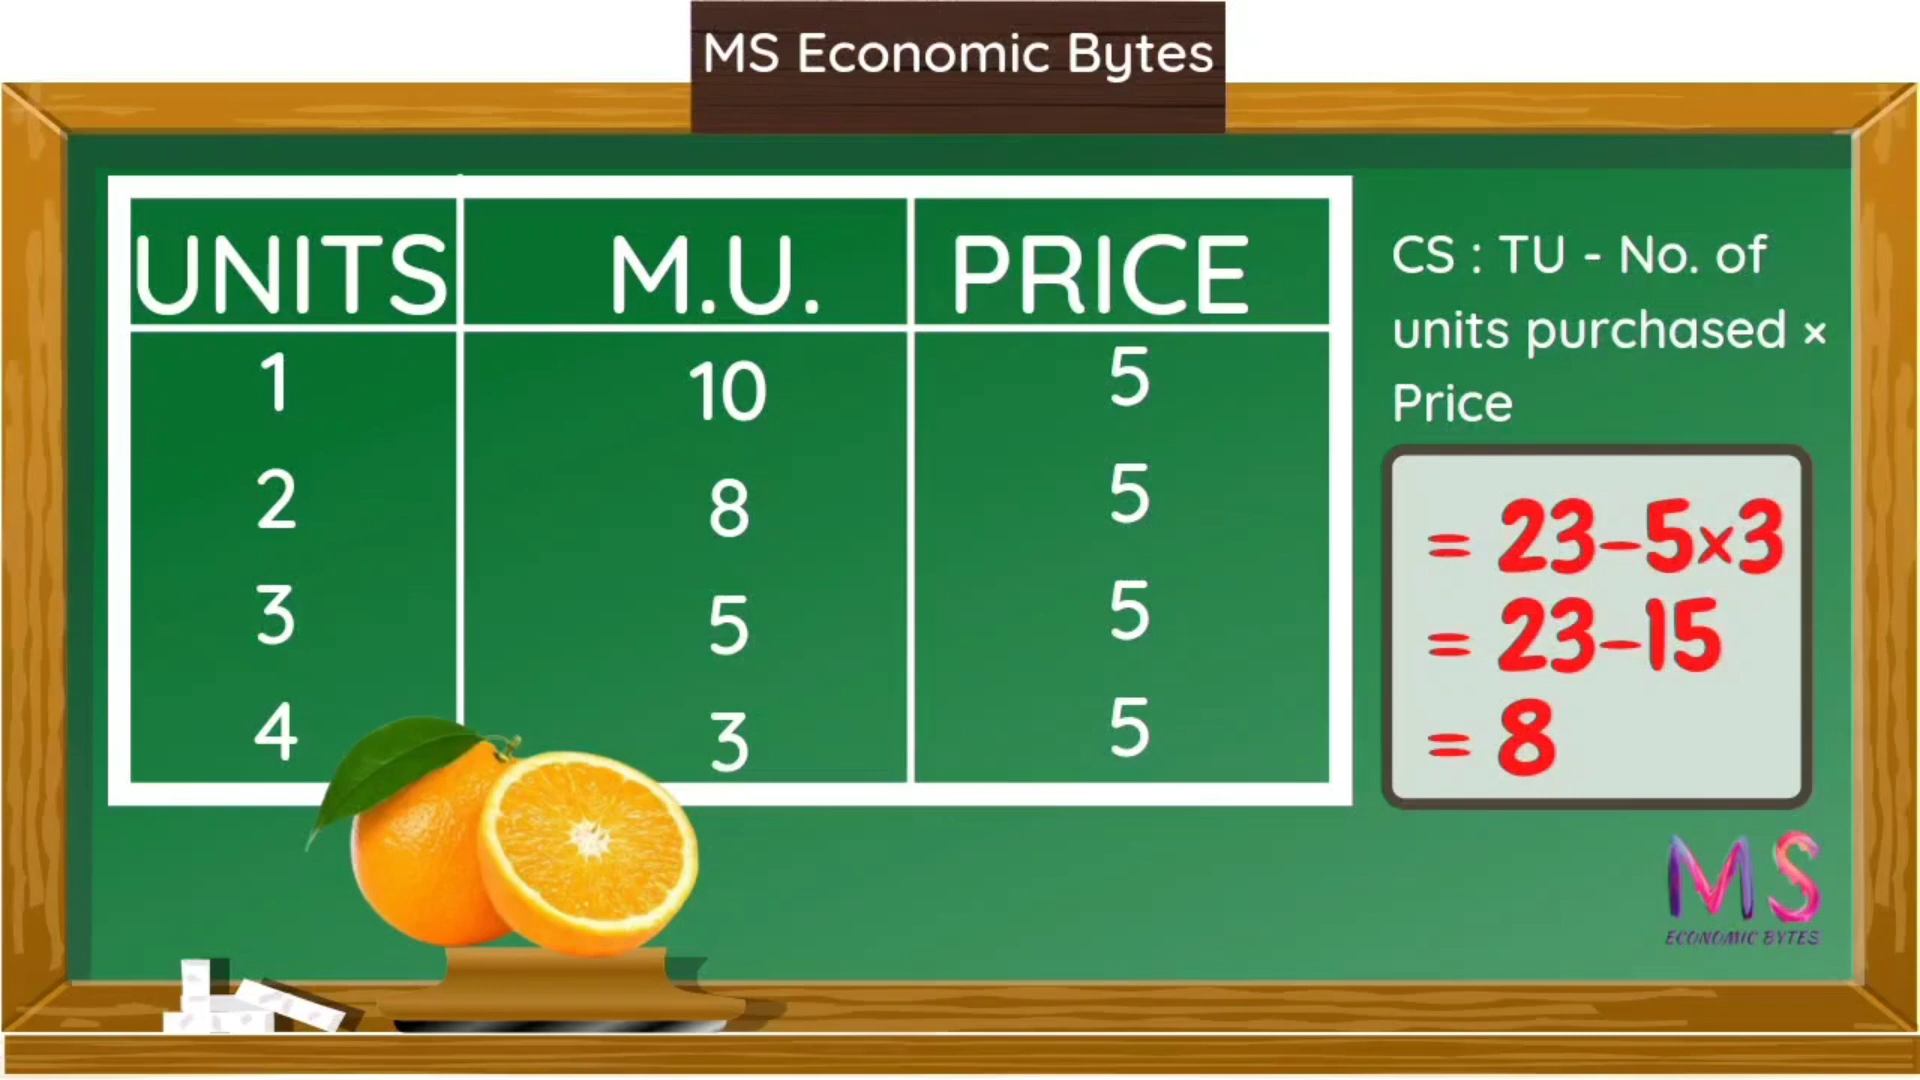 MS Economic Bytes
UNITS M.U. PRICE
1 10 5
2 8 5
3 5 5
4 3 5
CS : TU - No. of
units purchased ×
Price
= 23-5×3
= 23-15
= 8
MS
ECONOMIC BYTES